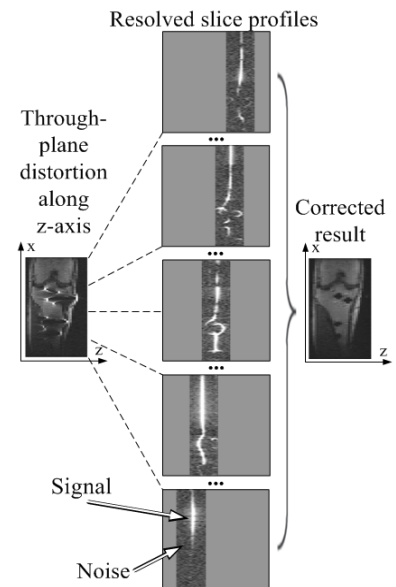 Resolved slice profiles
Through-
plane
distortion
along
z-axis
x
z
•••
•••
•••
•••
Corrected
result
x
z
Signal
Noise